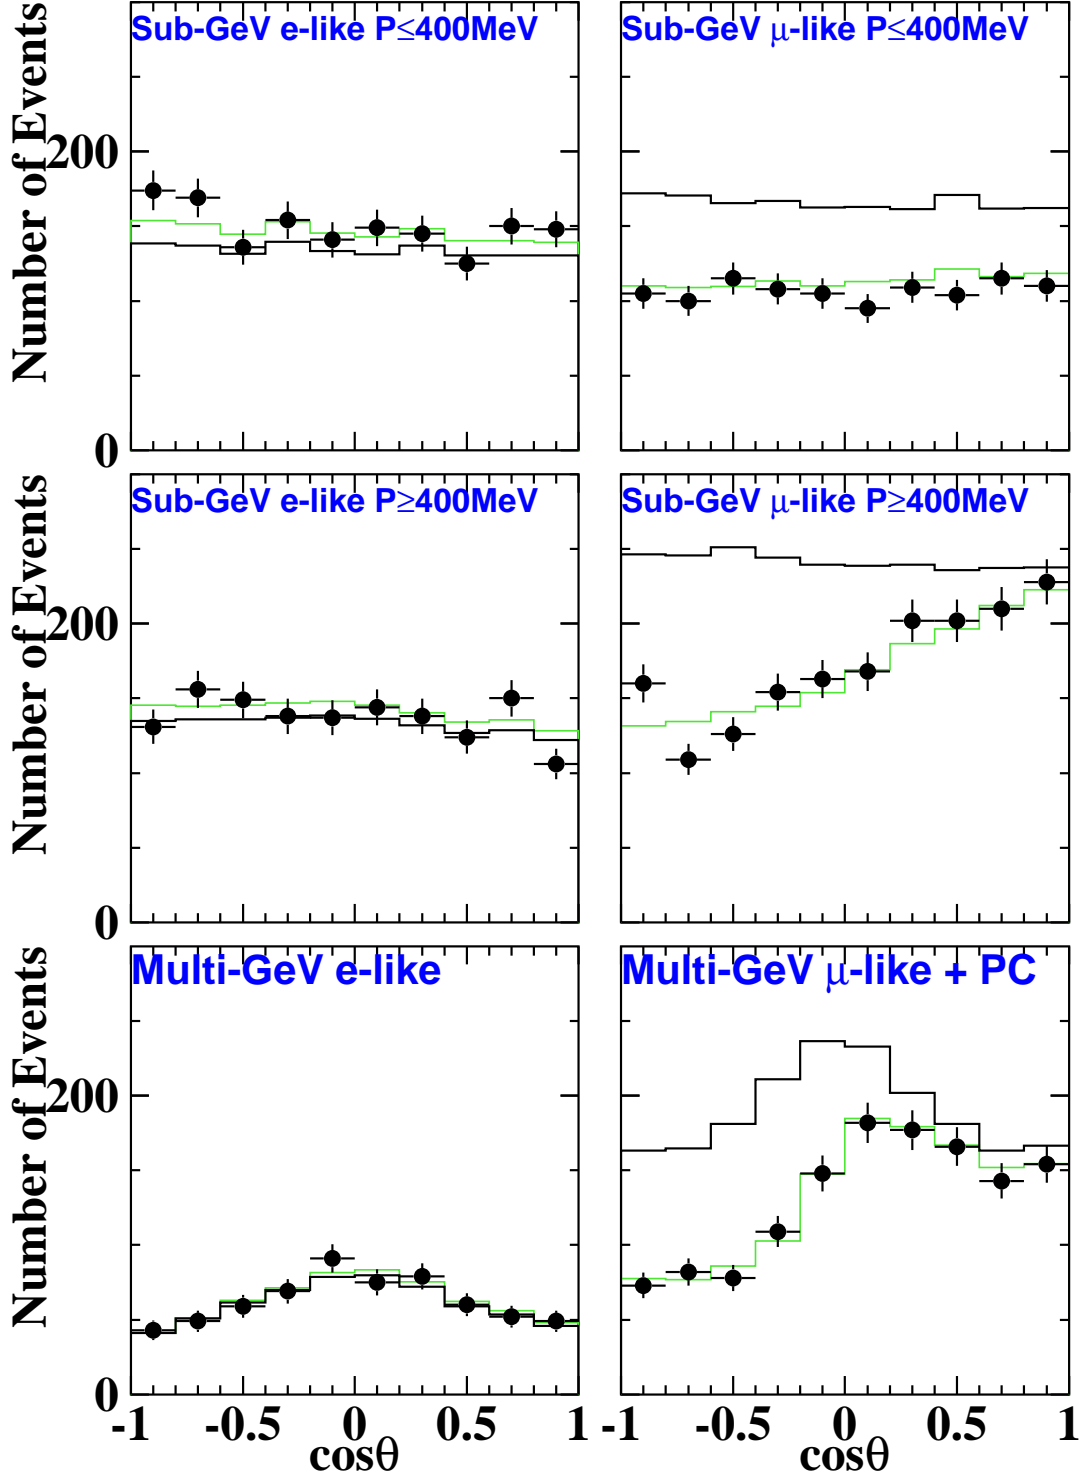 Sub-GeV e-like P≤400MeV
Sub-GeV μ-like P≤400MeV
Number of Events
200
0
Sub-GeV e-like P≥400MeV
Sub-GeV μ-like P≥400MeV
Number of Events
200
0
Multi-GeV e-like
Multi-GeV μ-like + PC
Number of Events
200
0
-1 -0.5 0 0.5 1
-1 -0.5 0 0.5 1
cosθ
cosθ